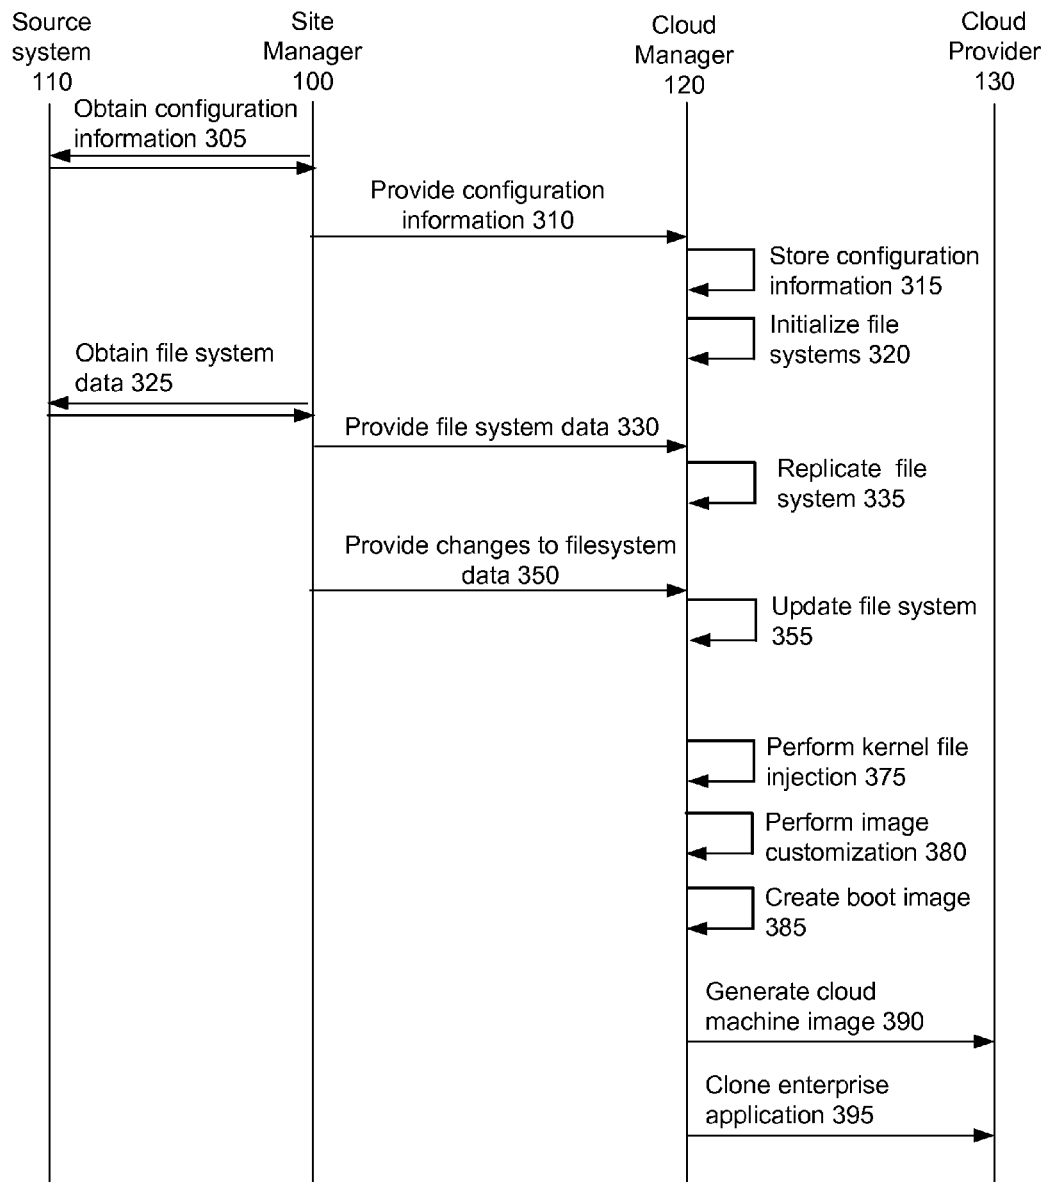 Source
system
110
Site
Manager
100
Cloud
Manager
120
Cloud
Provider
130
Obtain configuration
information 305
Provide configuration
information 310
Store configuration
information 315
Initialize file
systems 320
Obtain file system
data 325
Provide file system data 330
Replicate file
system 335
Provide changes to filesystem
data 350
Update file system
355
Perform kernel file
injection 375
Perform image
customization 380
Create boot image
385
Generate cloud
machine image 390
Clone enterprise
application 395